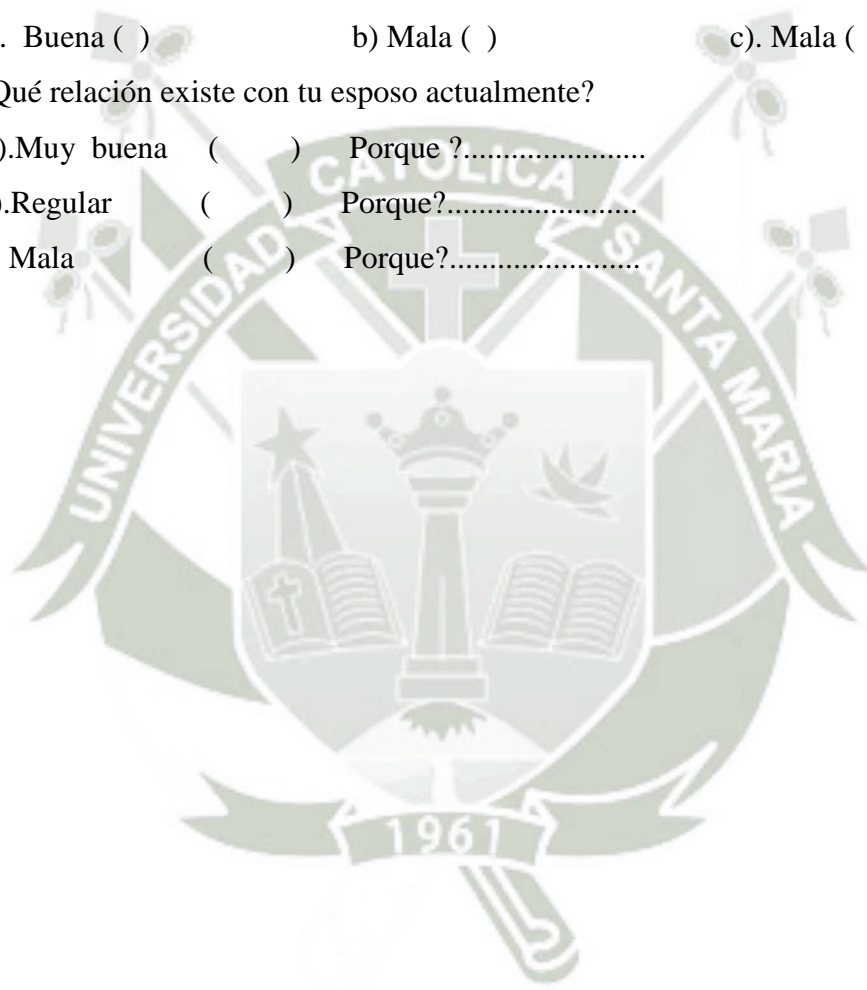 . Buena ( ) b) Mala ( ) c). Mala (
Qué relación existe con tu esposo actualmente?
).Muy buena ( ) Porque ?......................
).Regular ( ) Porque?.......................
Mala ( ) Porque?.......................
UNIVERSIDAD CATOLICA SANTA MARIA
1961